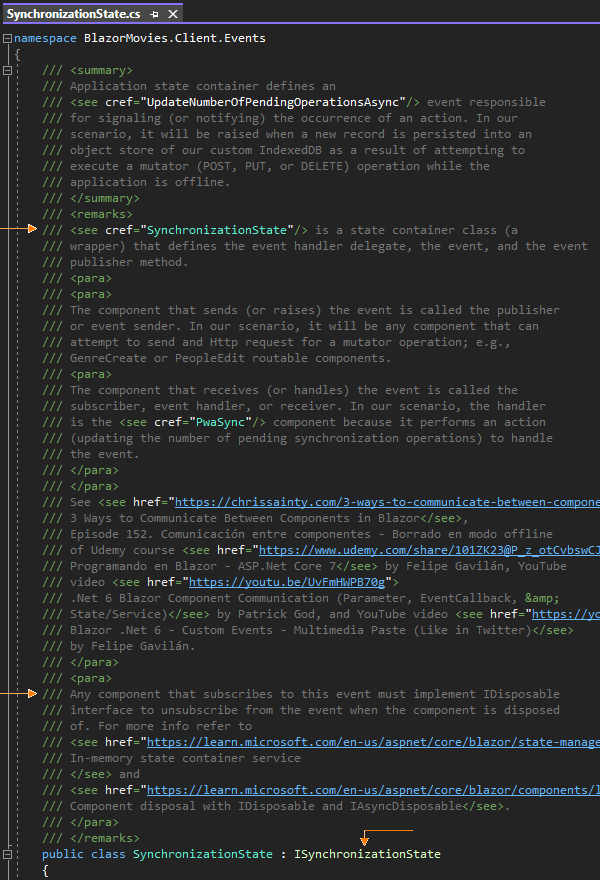 SynchronizationState.cs
namespace BlazorMovies.Client.Events
{
/// <summary>
/// Application state container defines an
/// <see cref="UpdateNumberOfPendingOperationsAsync"/> event responsible
/// for signaling (or notifying) the occurrence of an action. In our
/// scenario, it will be raised when a new record is persisted into an
/// object store of our custom IndexedDB as a result of attempting to
/// execute a mutator (POST, PUT, or DELETE) operation while the
/// application is offline.
/// </summary>
/// <remarks>
/// <see cref="SynchronizationState"/> is a state container class (a
/// wrapper) that defines the event handler delegate, the event, and the event
/// publisher method.
/// <para>
/// <para>
/// The component that sends (or raises) the event is called the publisher
/// or event sender. In our scenario, it will be any component that can
/// attempt to send and Http request for a mutator operation; e.g.,
/// GenreCreate or PeopleEdit routable components.
/// <para>
/// The component that receives (or handles) the event is called the
/// subscriber, event handler, or receiver. In our scenario, the handler
/// is the <see cref="PwaSync"/> component because it performs an action
/// (updating the number of pending synchronization operations) to handle
/// the event.
/// </para>
/// </para>
/// See <see href="https://chrissainty.com/3-ways-to-communicate-between-compone
/// 3 Ways to Communicate Between Components in Blazor</see>,
/// Episode 152. Comunicación entre componentes - Borrado en modo offline
/// of Udemy course <see href="https://www.udemy.com/share/101ZK23@P_z_otCvbswCJ
/// Programando en Blazor - ASP.Net Core 7</see> by Felipe Gavilán, YouTube
/// video <see href="https://youtu.be/UvFmHWPB70g">
/// .Net 6 Blazor Component Communication (Parameter, EventCallback, &amp;
/// State/Service)</see> by Patrick God, and YouTube video <see href="https://yo
/// Blazor .Net 6 - Custom Events - Multimedia Paste (Like in Twitter)</see>
/// by Felipe Gavilán.
/// </para>
/// <para>
/// Any component that subscribes to this event must implement IDisposable
/// interface to unsubscribe from the event when the component is disposed
/// of. For more info refer to
/// <see href="https://learn.microsoft.com/en-us/aspnet/core/blazor/state-manage
/// In-memory state container service
/// </see> and
/// <see href="https://learn.microsoft.com/en-us/aspnet/core/blazor/components/l
/// Component disposal with IDisposable and IAsyncDisposable</see>.
/// </para>
/// </remarks>
public class SynchronizationState : ISynchronizationState
{